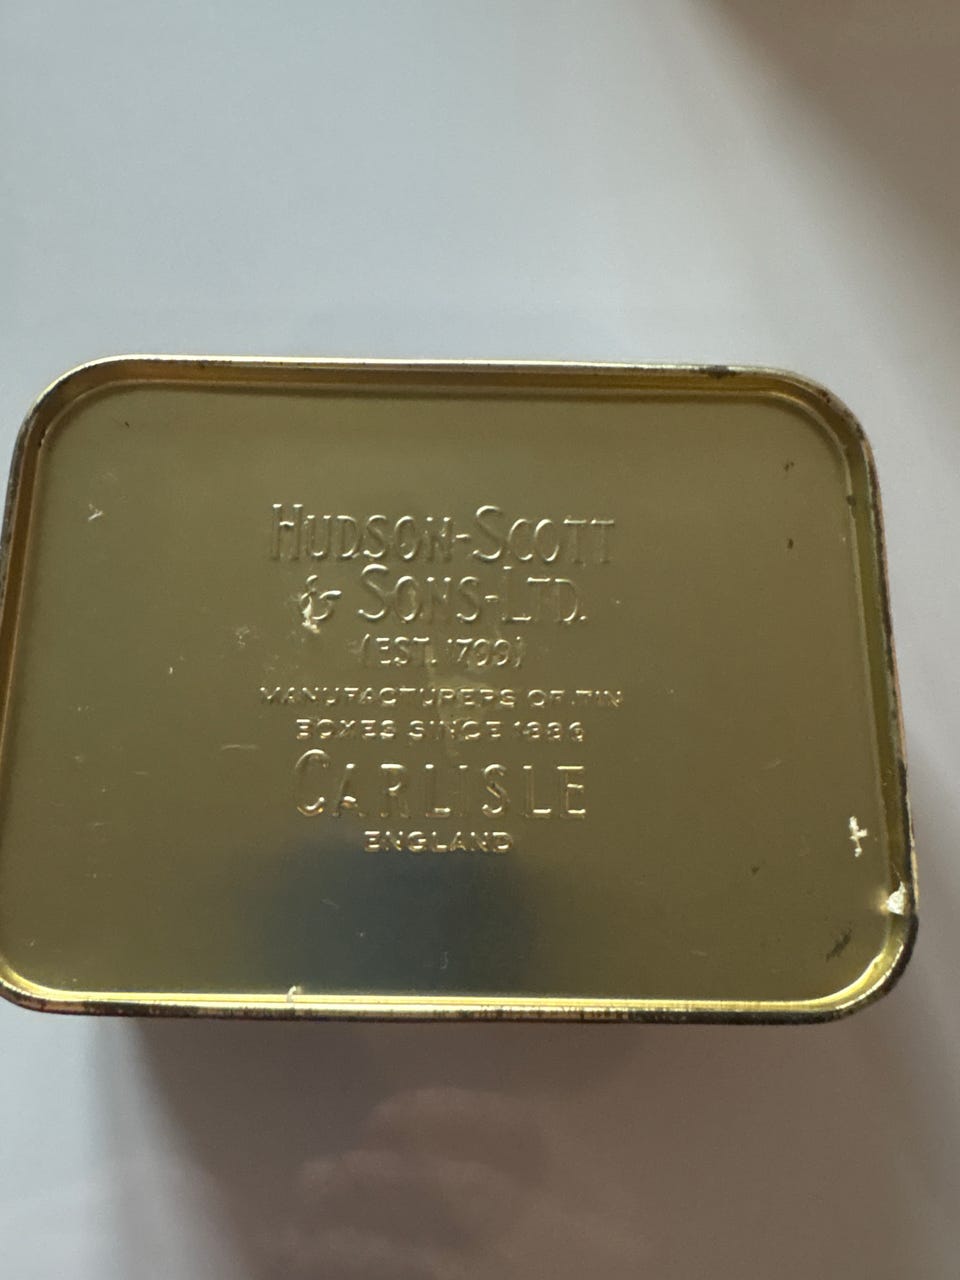 HUDSON-SCOTT
& SONS-LTD.
(EST. 1799)
MANUFACTURERS OF TIN
BOXES SINCE 1886
CARLISLE
ENGLAND